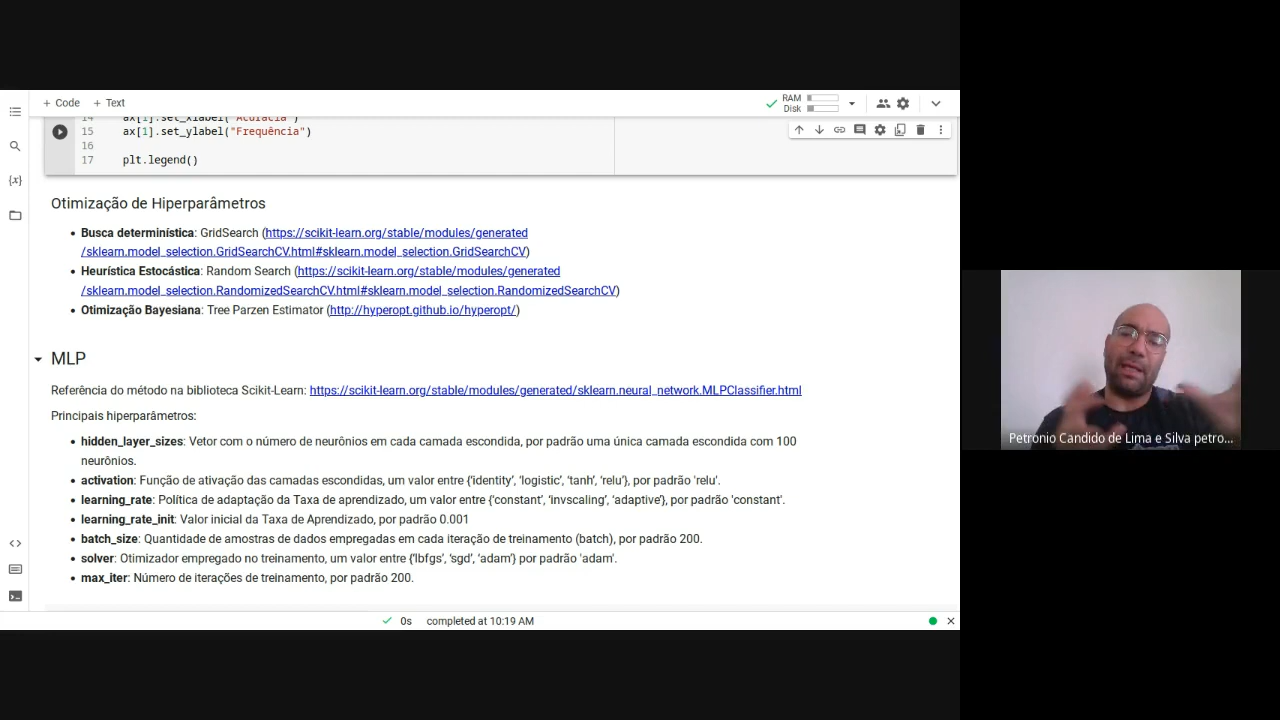 + Code + Text
RAM
Disk
14 ax[1].set_xlabel("Acurácia")
15 ax[1].set_ylabel("Frequência")
16
17 plt.legend()
Otimização de Hiperparâmetros
• Busca determinística: GridSearch (https://scikit-learn.org/stable/modules/generated
/sklearn.model_selection.GridSearchCV.html#sklearn.model_selection.GridSearchCV)
• Heurística Estocástica: Random Search (https://scikit-learn.org/stable/modules/generated
/sklearn.model_selection.RandomizedSearchCV.html#sklearn.model_selection.RandomizedSearchCV)
• Otimização Bayesiana: Tree Parzen Estimator (http://hyperopt.github.io/hyperopt/)
MLP
Referência do método na biblioteca Scikit-Learn: https://scikit-learn.org/stable/modules/generated/sklearn.neural_network.MLPClassifier.html
Principais hiperparâmetros:
• hidden_layer_sizes: Vetor com o número de neurônios em cada camada escondida, por padrão uma única camada escondida com 100
neurônios.
• activation: Função de ativação das camadas escondidas, um valor entre {'identity', 'logistic', 'tanh', 'relu'}, por padrão 'relu'.
• learning_rate: Política de adaptação da Taxa de aprendizado, um valor entre {'constant', 'invscaling', 'adaptive'}, por padrão 'constant'.
• learning_rate_init: Valor inicial da Taxa de Aprendizado, por padrão 0.001
• batch_size: Quantidade de amostras de dados empregadas em cada iteração de treinamento (batch), por padrão 200.
• solver: Otimizador empregado no treinamento, um valor entre {'lbfgs', 'sgd', 'adam'} por padrão 'adam'.
• max_iter: Número de iterações de treinamento, por padrão 200.
0s completed at 10:19 AM
Petronio Candido de Lima e Silva petro...